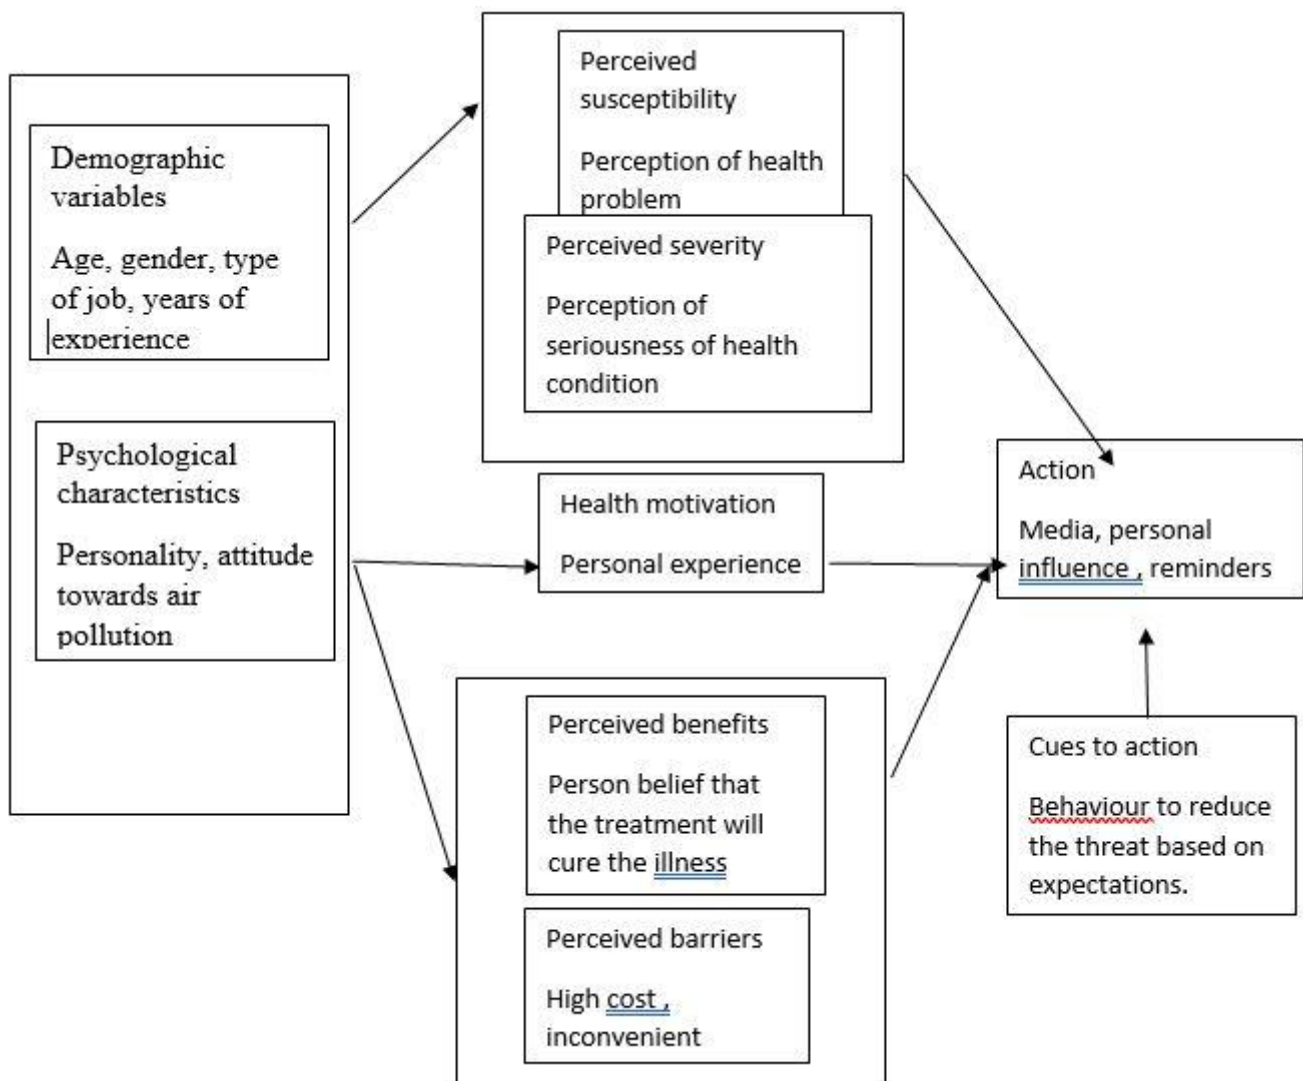 Demographic
variables
Age, gender, type
of job, years of
experience
Psychological
characteristics
Personality, attitude
towards air
pollution
Perceived
susceptibility
Perception of health
problem
Perceived severity
Perception of
seriousness of health
condition
Health motivation
Personal experience
Perceived benefits
Person belief that
the treatment will
cure the illness
Perceived barriers
High cost ,
inconvenient
Action
Media, personal
influence , reminders
Cues to action
Behaviour to reduce
the threat based on
expectations.